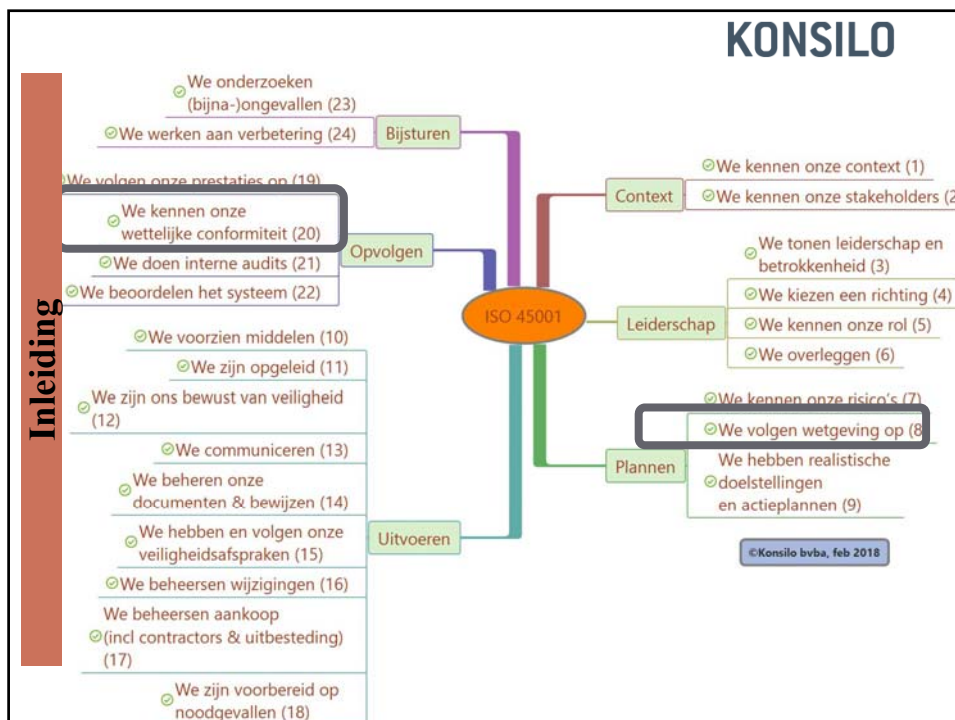 KONSILO
Inleiding
ISO 45001
Context
We kennen onze context (1)
We kennen onze stakeholders (2
Leiderschap
We tonen leiderschap en
betrokkenheid (3)
We kiezen een richting (4)
We kennen onze rol (5)
We overleggen (6)
Plannen
We kennen onze risico's (7)
We volgen wetgeving op (8
We hebben realistische
doelstellingen
en actieplannen (9)
©Konsilo bvba, feb 2018
Uitvoeren
We voorzien middelen (10)
We zijn opgeleid (11)
We zijn ons bewust van veiligheid
(12)
We communiceren (13)
We beheren onze
documenten & bewijzen (14)
We hebben en volgen onze
veiligheidsafspraken (15)
We beheersen wijzigingen (16)
We beheersen aankoop
(incl contractors & uitbesteding)
(17)
We zijn voorbereid op
noodgevallen (18)
Opvolgen
We volgen onze prestaties op (19)
We kennen onze
wettelijke conformiteit (20)
We doen interne audits (21)
We beoordelen het systeem (22)
Bijsturen
We onderzoeken
(bijna-)ongevallen (23)
We werken aan verbetering (24)